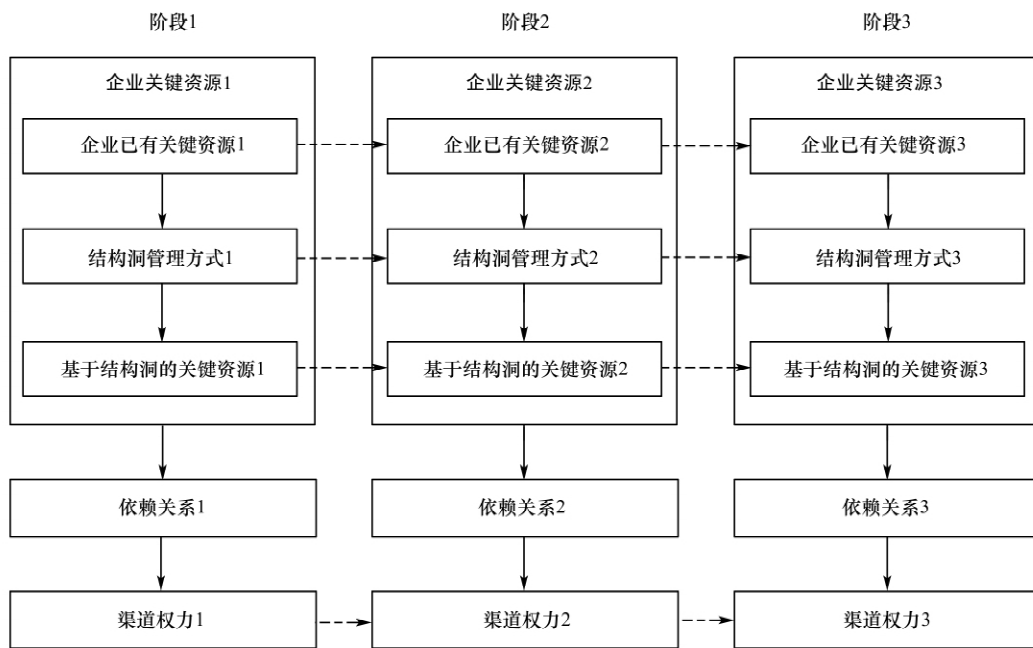 阶段1 阶段2 阶段3
企业关键资源1 企业关键资源2 企业关键资源3
企业已有关键资源1 企业已有关键资源2 企业已有关键资源3
结构洞管理方式1 结构洞管理方式2 结构洞管理方式3
基于结构洞的关键资源1 基于结构洞的关键资源2 基于结构洞的关键资源3
依赖关系1 依赖关系2 依赖关系3
渠道权力1 渠道权力2 渠道权力3